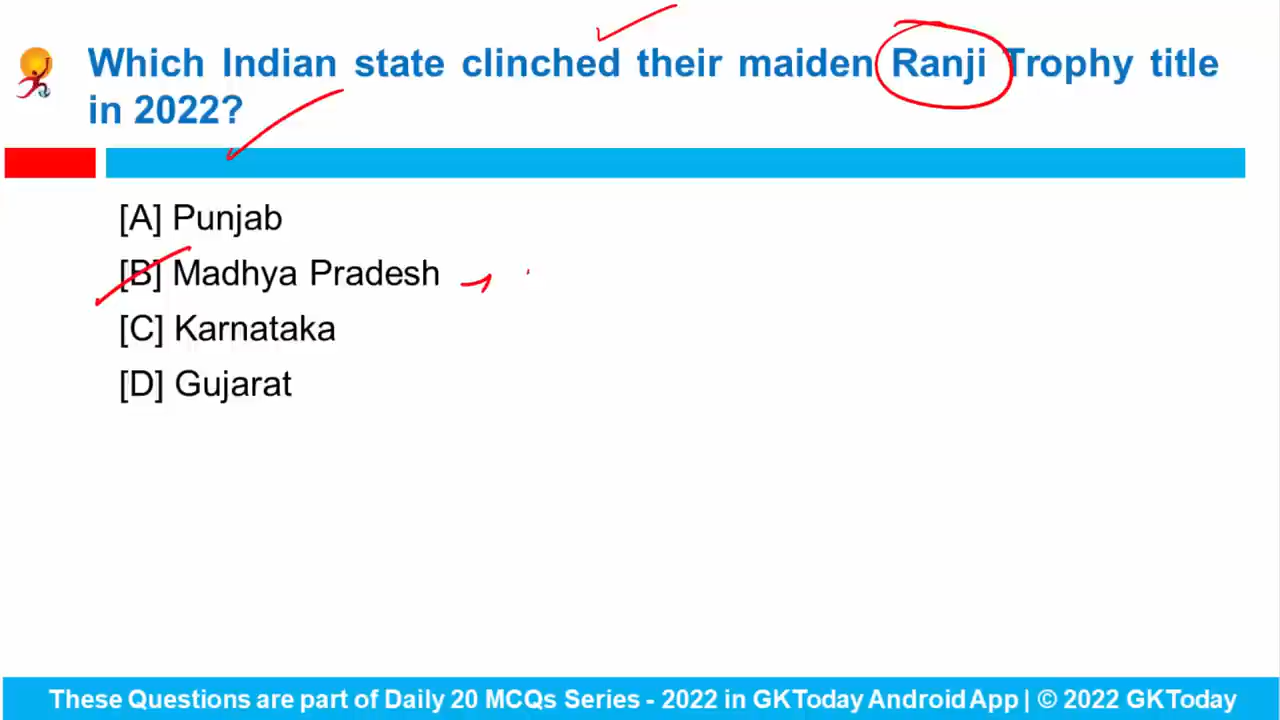 Which Indian state clinched their maiden Ranji Trophy title
in 2022?
[A] Punjab
[B] Madhya Pradesh
[C] Karnataka
[D] Gujarat
These Questions are part of Daily 20 MCQs Series - 2022 in GKToday Android App | © 2022 GKToday